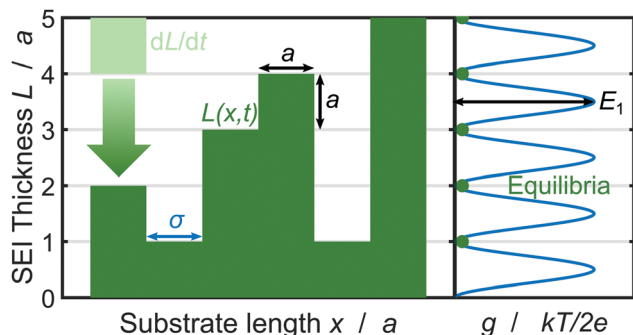 SEI Thickness L / a
5
4
3
2
1
0
dL/dt
L(x,t)
a
a
σ
E₁
Equilibria
Substrate length x / a
g / kT/2e